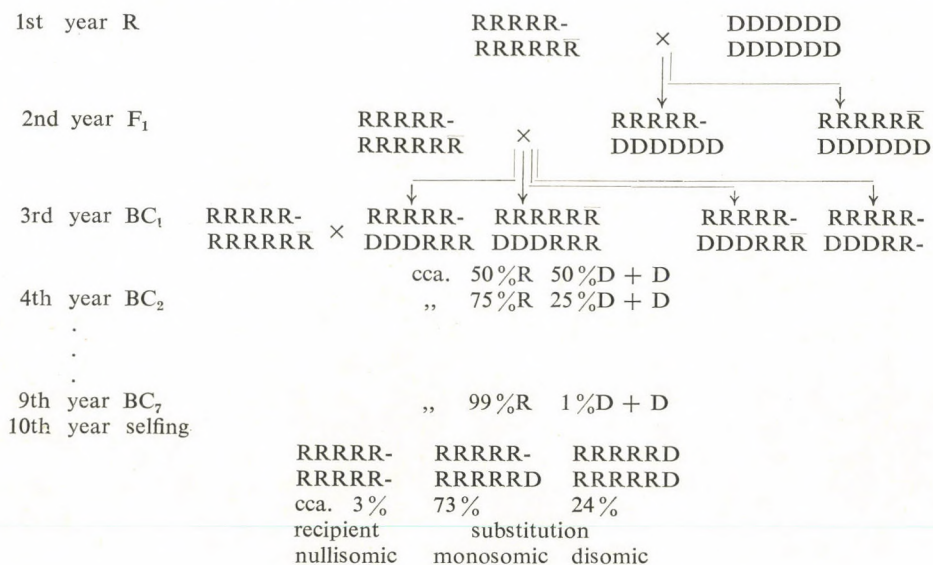 1st year R RRRRR- DDDDDD
RRRRRR̅ × DDDDDD
2nd year F₁ RRRRR- × RRRRR- RRRRRR̅
RRRRRR̅ DDDDDD DDDDDD
3rd year BC₁ RRRRR- × RRRRR- RRRRRR̅ RRRRR- RRRRR-
RRRRRR̅ DDDRRR DDDRRR DDDRRR̅ DDDRR-
cca. 50%R 50%D + D
4th year BC₂ „ 75%R 25%D + D
.
.
.
9th year BC₇ „ 99%R 1%D + D
10th year selfing
RRRRR- RRRRR- RRRRRD
RRRRR- RRRRRD RRRRRD
cca. 3% 73% 24%
recipient substitution
nullisomic monosomic disomic